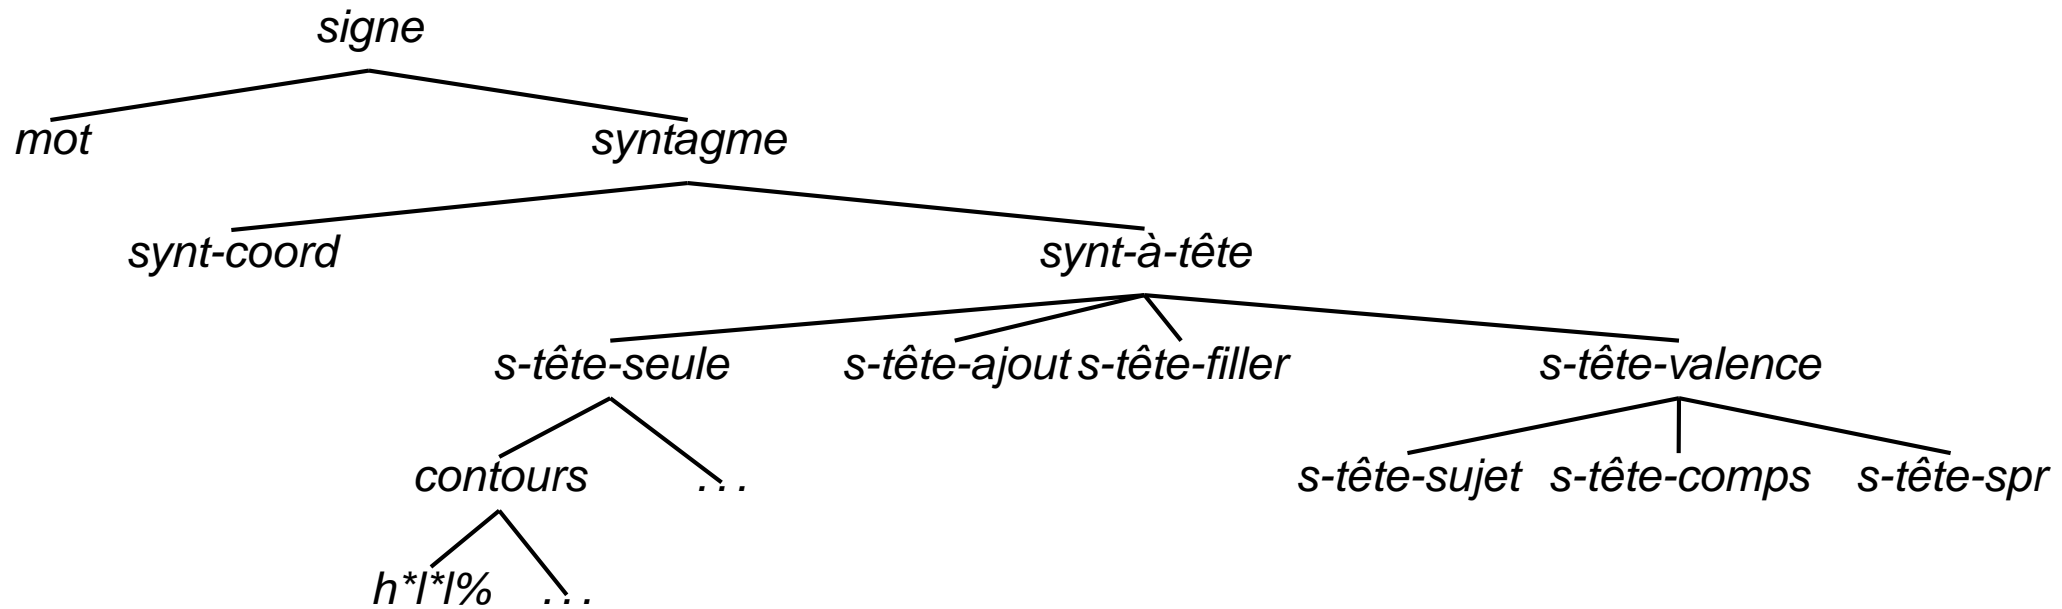 signe
mot syntagme
synt-coord synt-à-tête
s-tête-seule s-tête-ajout s-tête-filler s-tête-valence
contours . . . s-tête-sujet s-tête-comps s-tête-spr
h*l*l% . . .